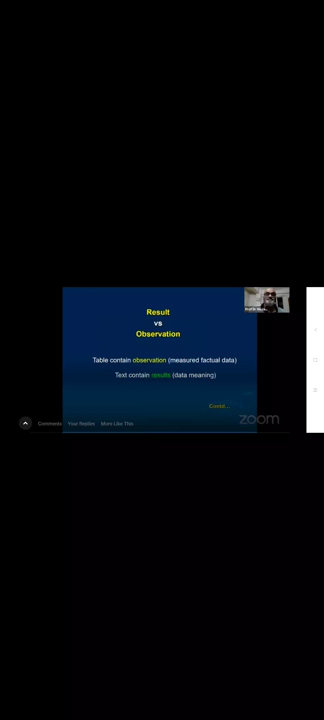 Result
vs
Observation
Table contain observation (measured factual data)
Text contain results (data meaning)
Contd...
zoom
Comments Your Replies More Like This